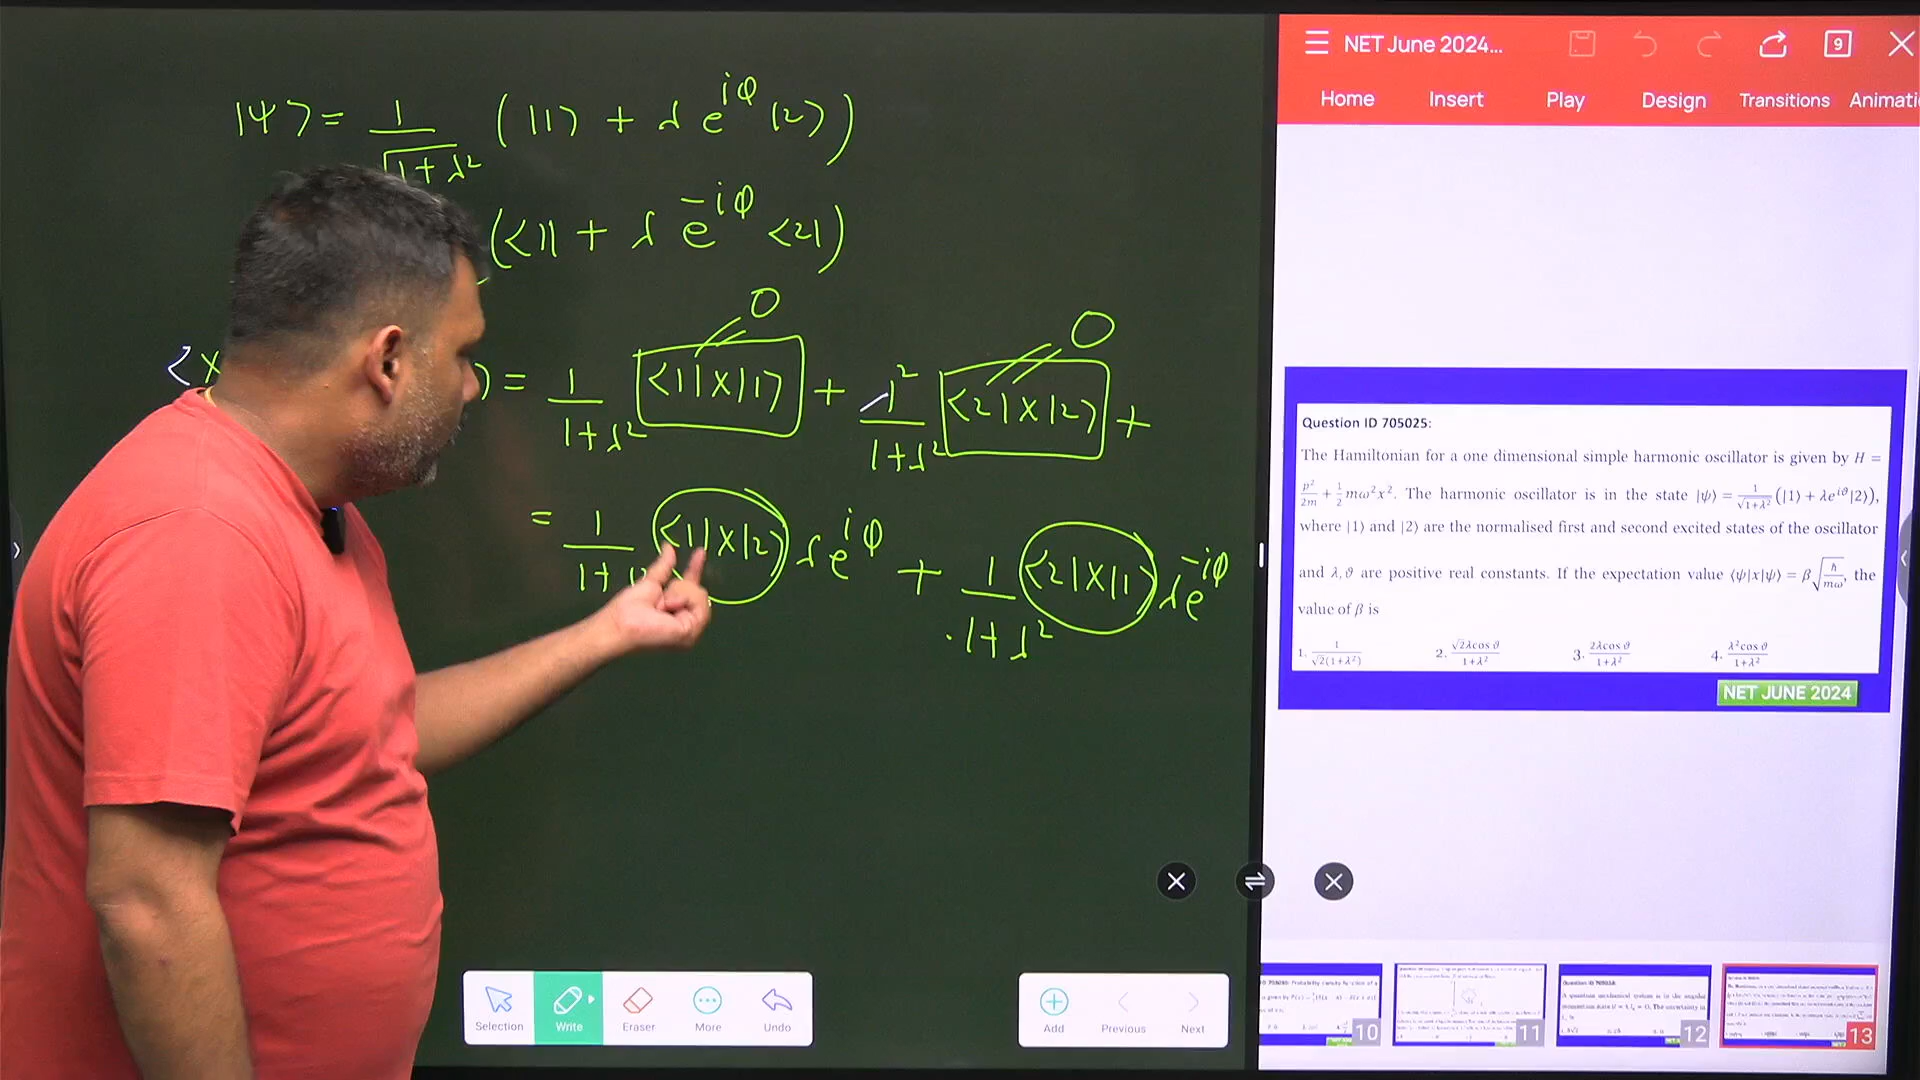 |ψ> = 1/√(1+λ²) (|1> + λ e^{iφ} |2>)
(<1| + λ e^{-iφ} <2|)
<x > = 1/(1+λ²) <1|x|1> + λ²/(1+λ²) <2|x|2> +
0
0
= 1/(1+λ²) <1|x|2> λe^{iφ} + 1/(1+λ²) <2|x|1> λe^{-iφ}
Selection Write Eraser More Undo
Add Previous Next
NET June 2024... 9
Home Insert Play Design Transitions Animati
Question ID 705025:
The Hamiltonian for a one dimensional simple harmonic oscillator is given by H =
p²/2m + 1/2 mω²x². The harmonic oscillator is in the state |ψ⟩ = 1/√(1+λ²) (|1⟩ + λe^{iϑ}|2⟩),
where |1⟩ and |2⟩ are the normalised first and second excited states of the oscillator
and λ, ϑ are positive real constants. If the expectation value ⟨ψ|x|ψ⟩ = β√(ħ/mω), the
value of β is
1. 1/(√2(1+λ²)) 2. √2λcos ϑ/(1+λ²) 3. 2λcos ϑ/(1+λ²) 4. λ²cos ϑ/(1+λ²)
NET JUNE 2024
10 11 12 13